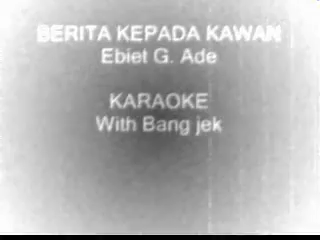 BERITA KEPADA KAWAN
Ebiet G. Ade
KARAOKE
With Bang jek